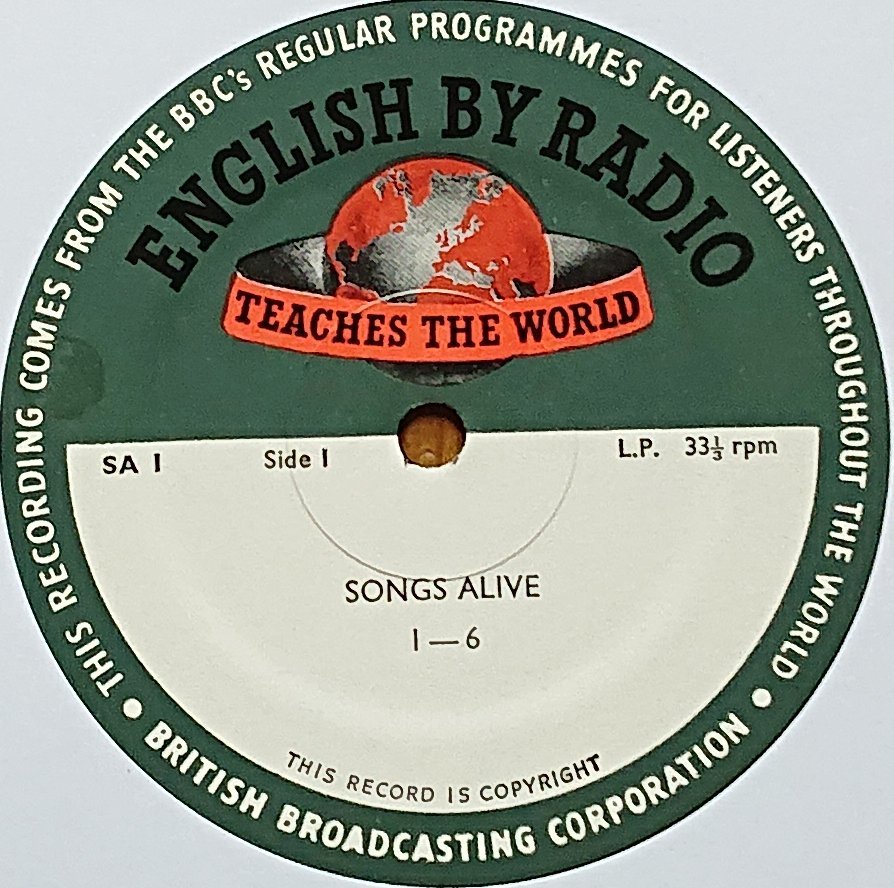 THIS RECORDING COMES FROM THE BBC's REGULAR PROGRAMMES FOR LISTENERS THROUGHOUT THE WORLD
ENGLISH BY RADIO
TEACHES THE WORLD
SA 1 Side 1 L.P. 33⅓ rpm
SONGS ALIVE
1—6
THIS RECORD IS COPYRIGHT
• BRITISH BROADCASTING CORPORATION •